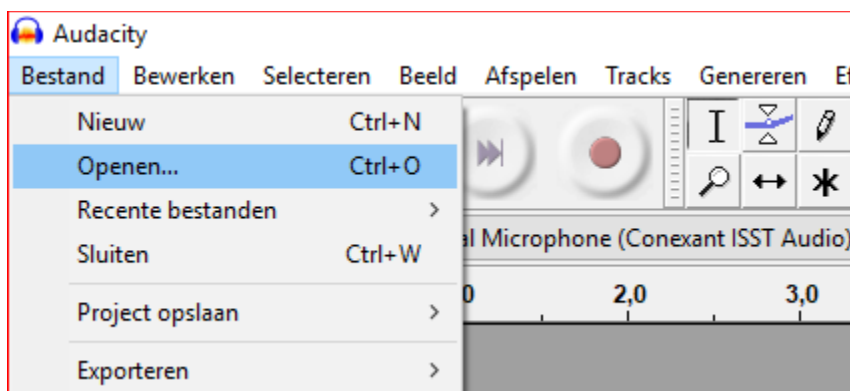 Audacity
Bestand Bewerken Selecteren Beeld Afspelen Tracks Genereren
Nieuw Ctrl+N
Openen... Ctrl+O
Recente bestanden
Sluiten Ctrl+W
Microphone (Conexant ISST Audio)
2,0 3,0
Project opslaan
Exporteren